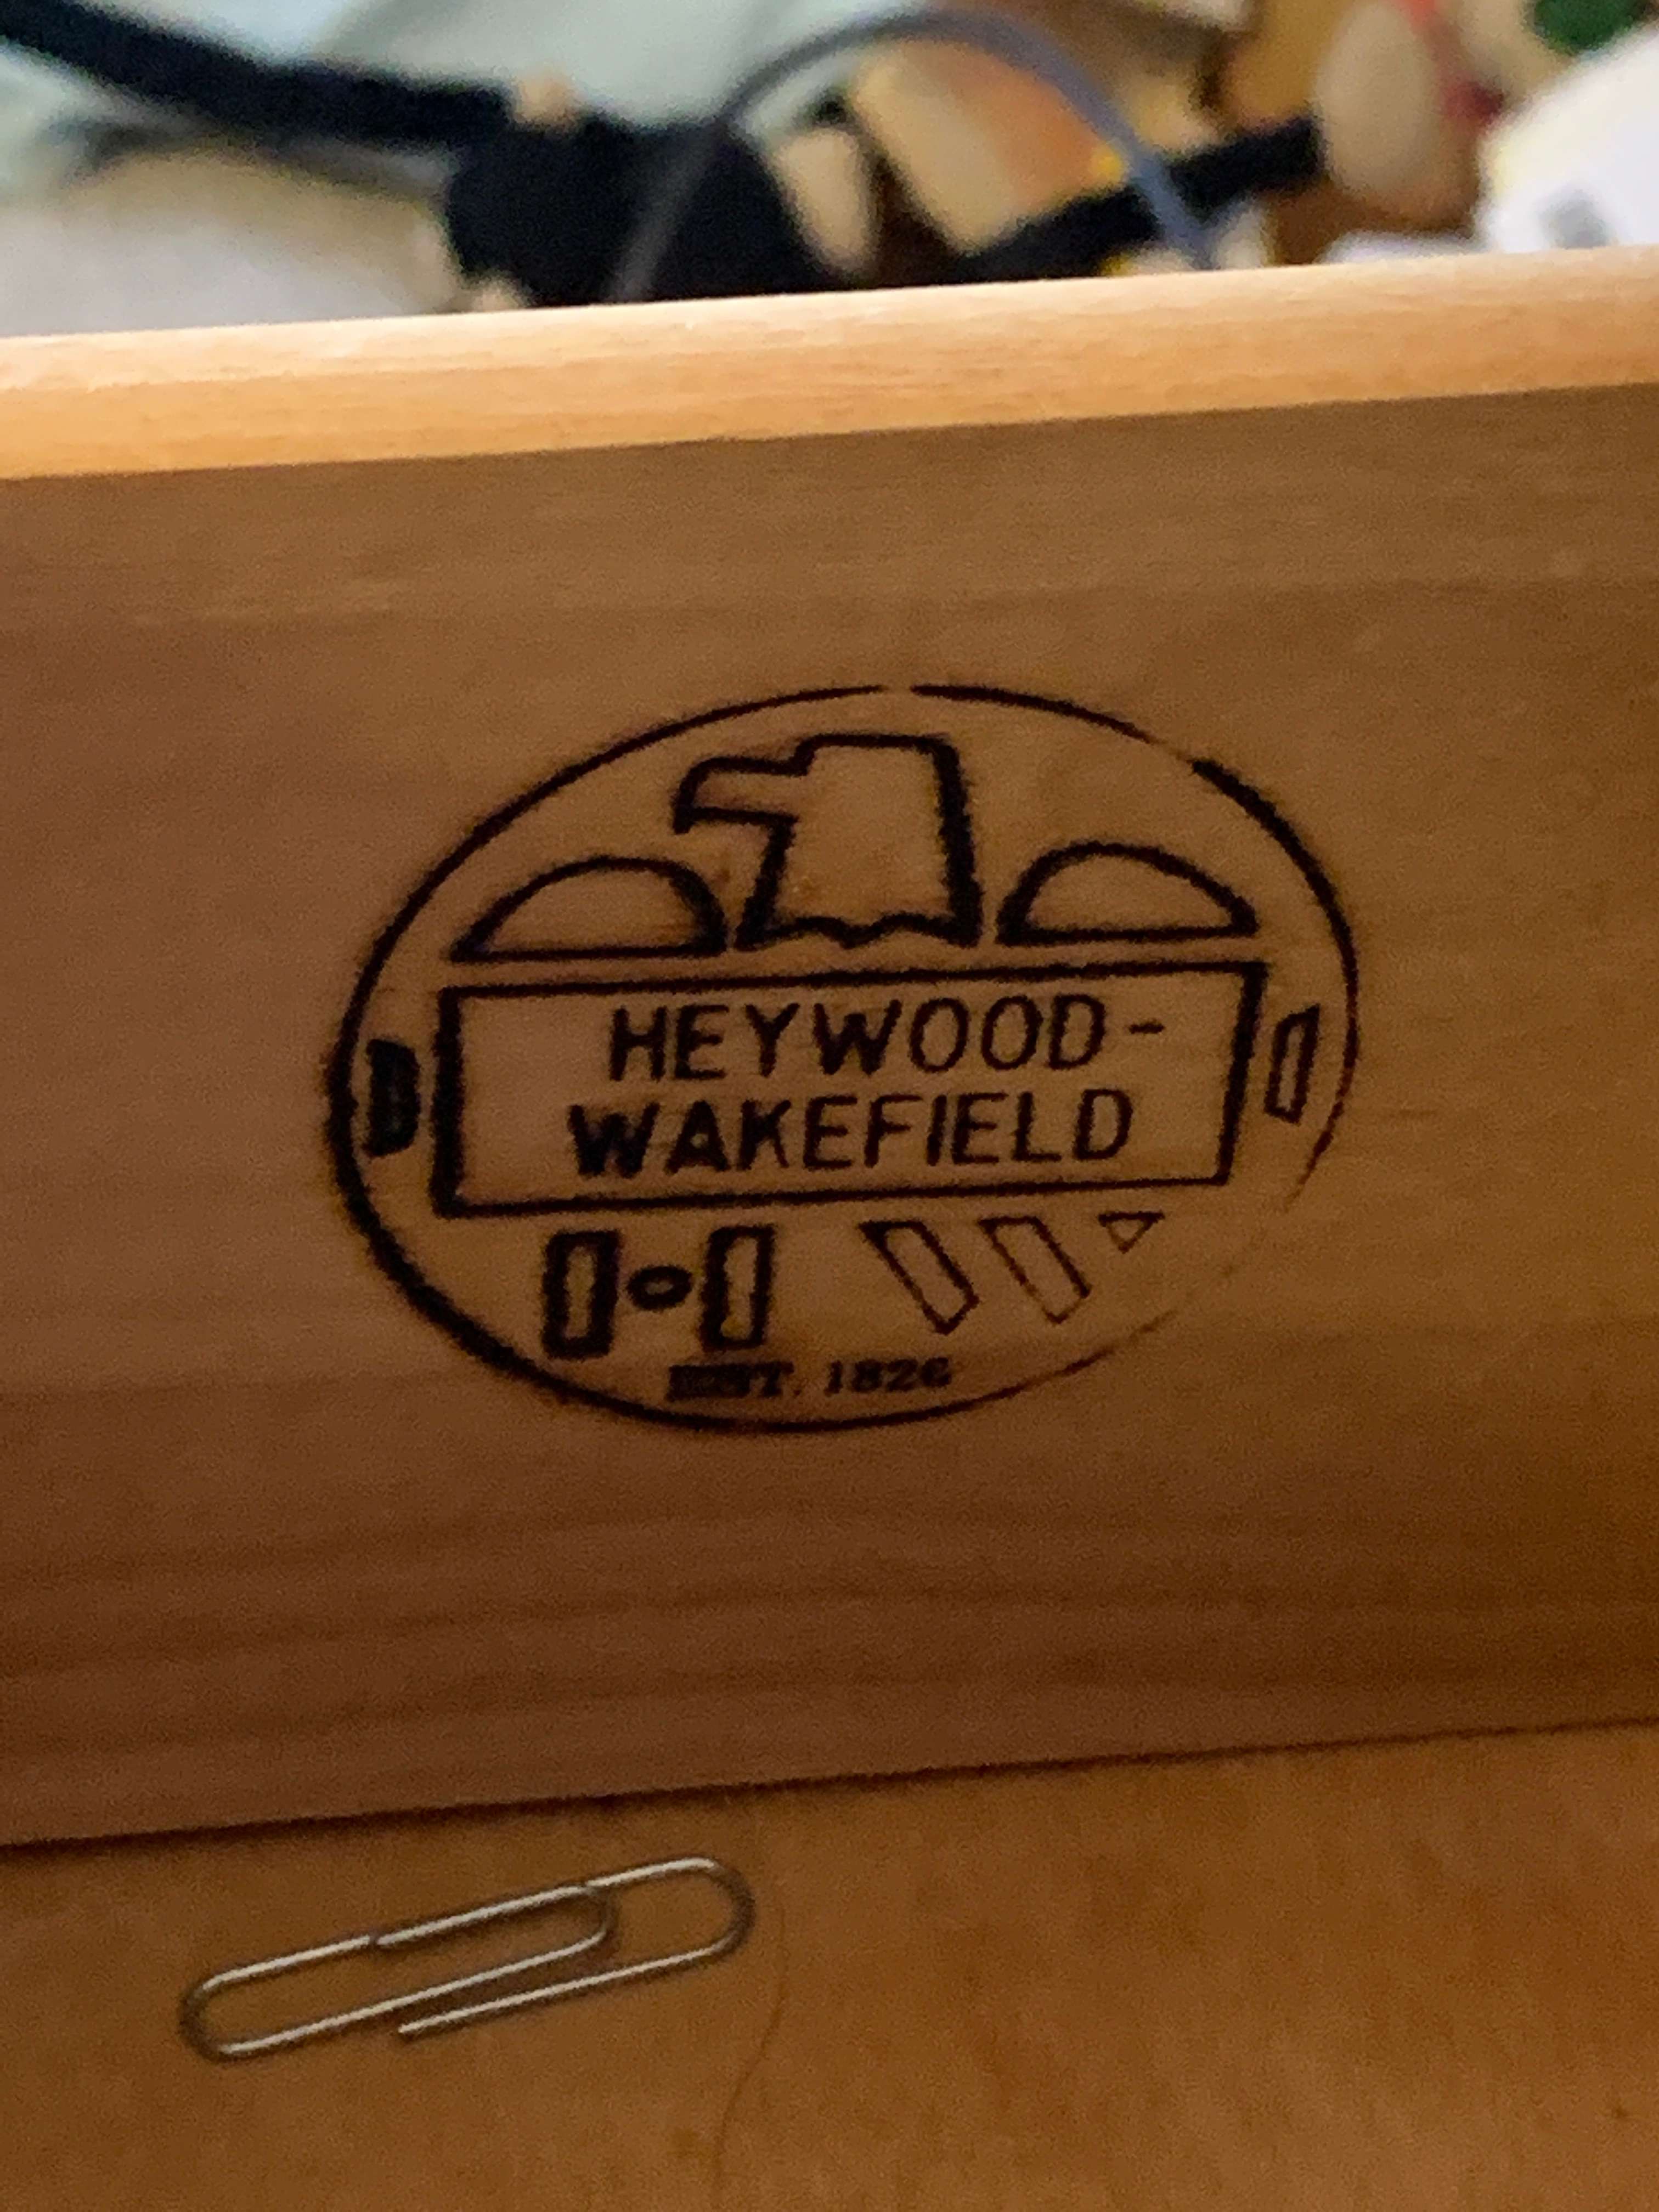 HEYWOOD-
WAKEFIELD
EST. 1826